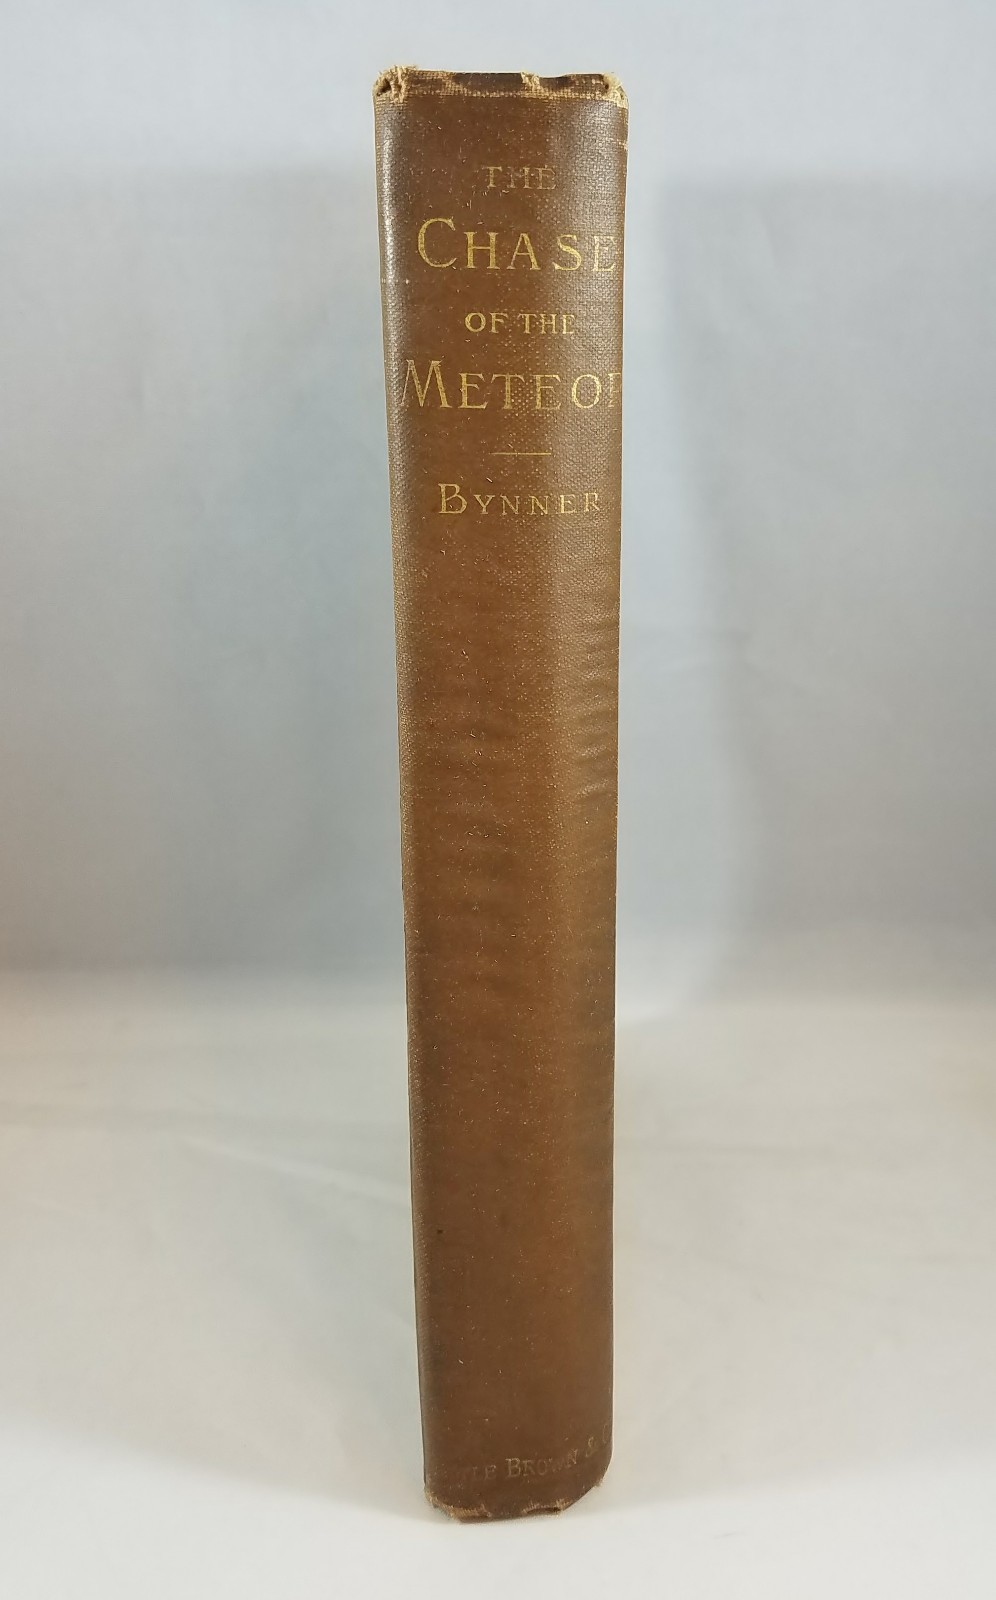 THE
CHASE
OF THE
METEOR
BYNNER
BROWN & C